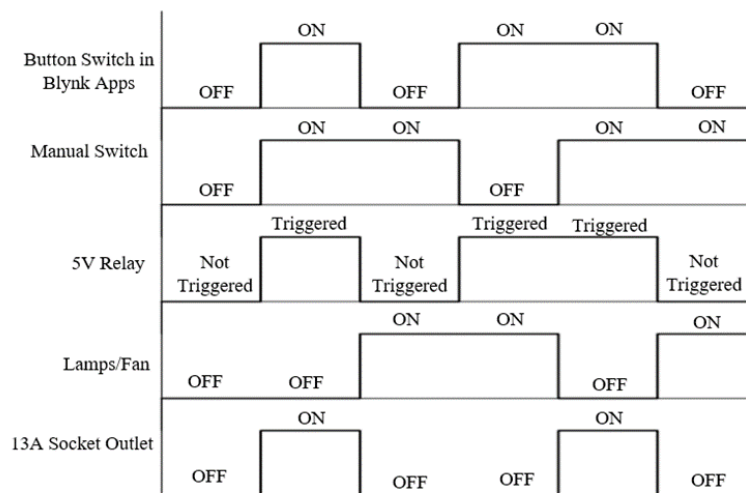 ON ON ON
Button Switch in
Blynk Apps
OFF OFF OFF
ON ON ON ON
Manual Switch
OFF OFF
Triggered Triggered Triggered
5V Relay
Not Not Not
Triggered Triggered Triggered
ON ON ON
Lamps/Fan
OFF OFF OFF
ON ON
13A Socket Outlet
OFF OFF OFF OFF